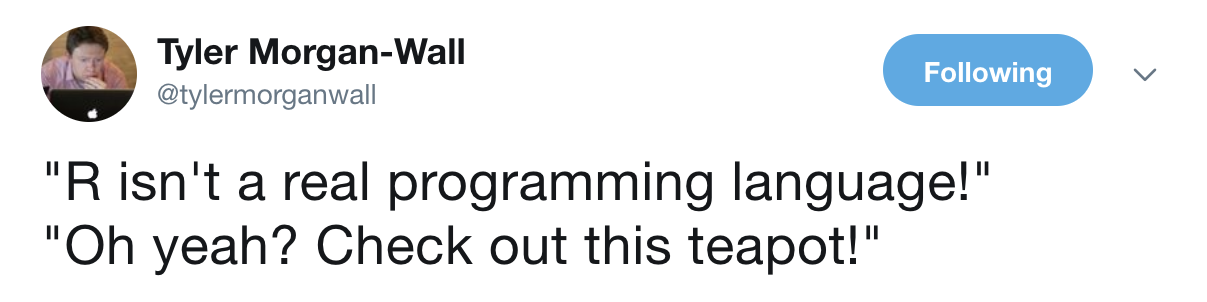 Tyler Morgan-Wall
@tylermorganwall
Following
"R isn't a real programming language!"
"Oh yeah? Check out this teapot!"